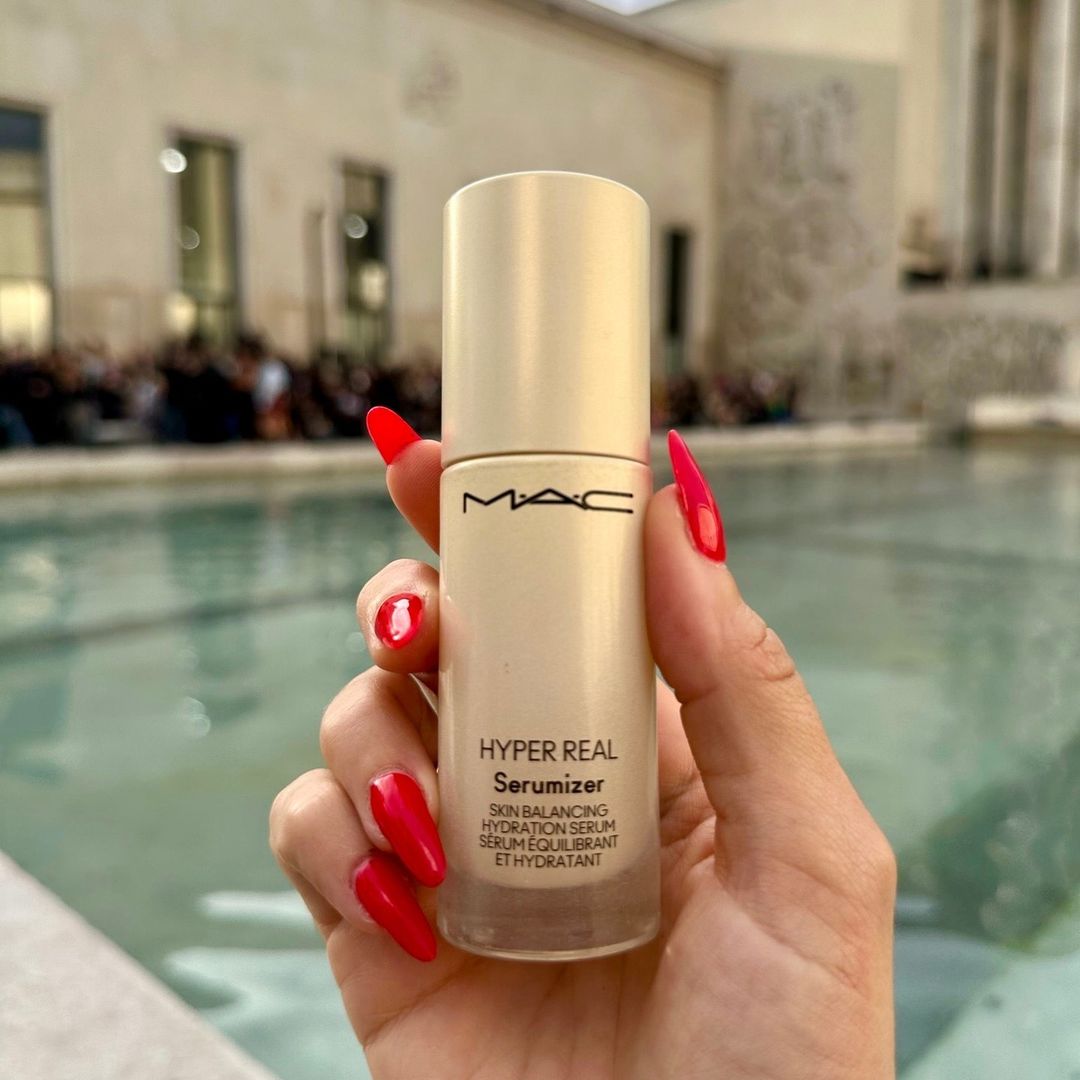 M·A·C
HYPER REAL
Serumizer
SKIN BALANCING
HYDRATION SERUM
SÉRUM ÉQUILIBRANT
ET HYDRATANT